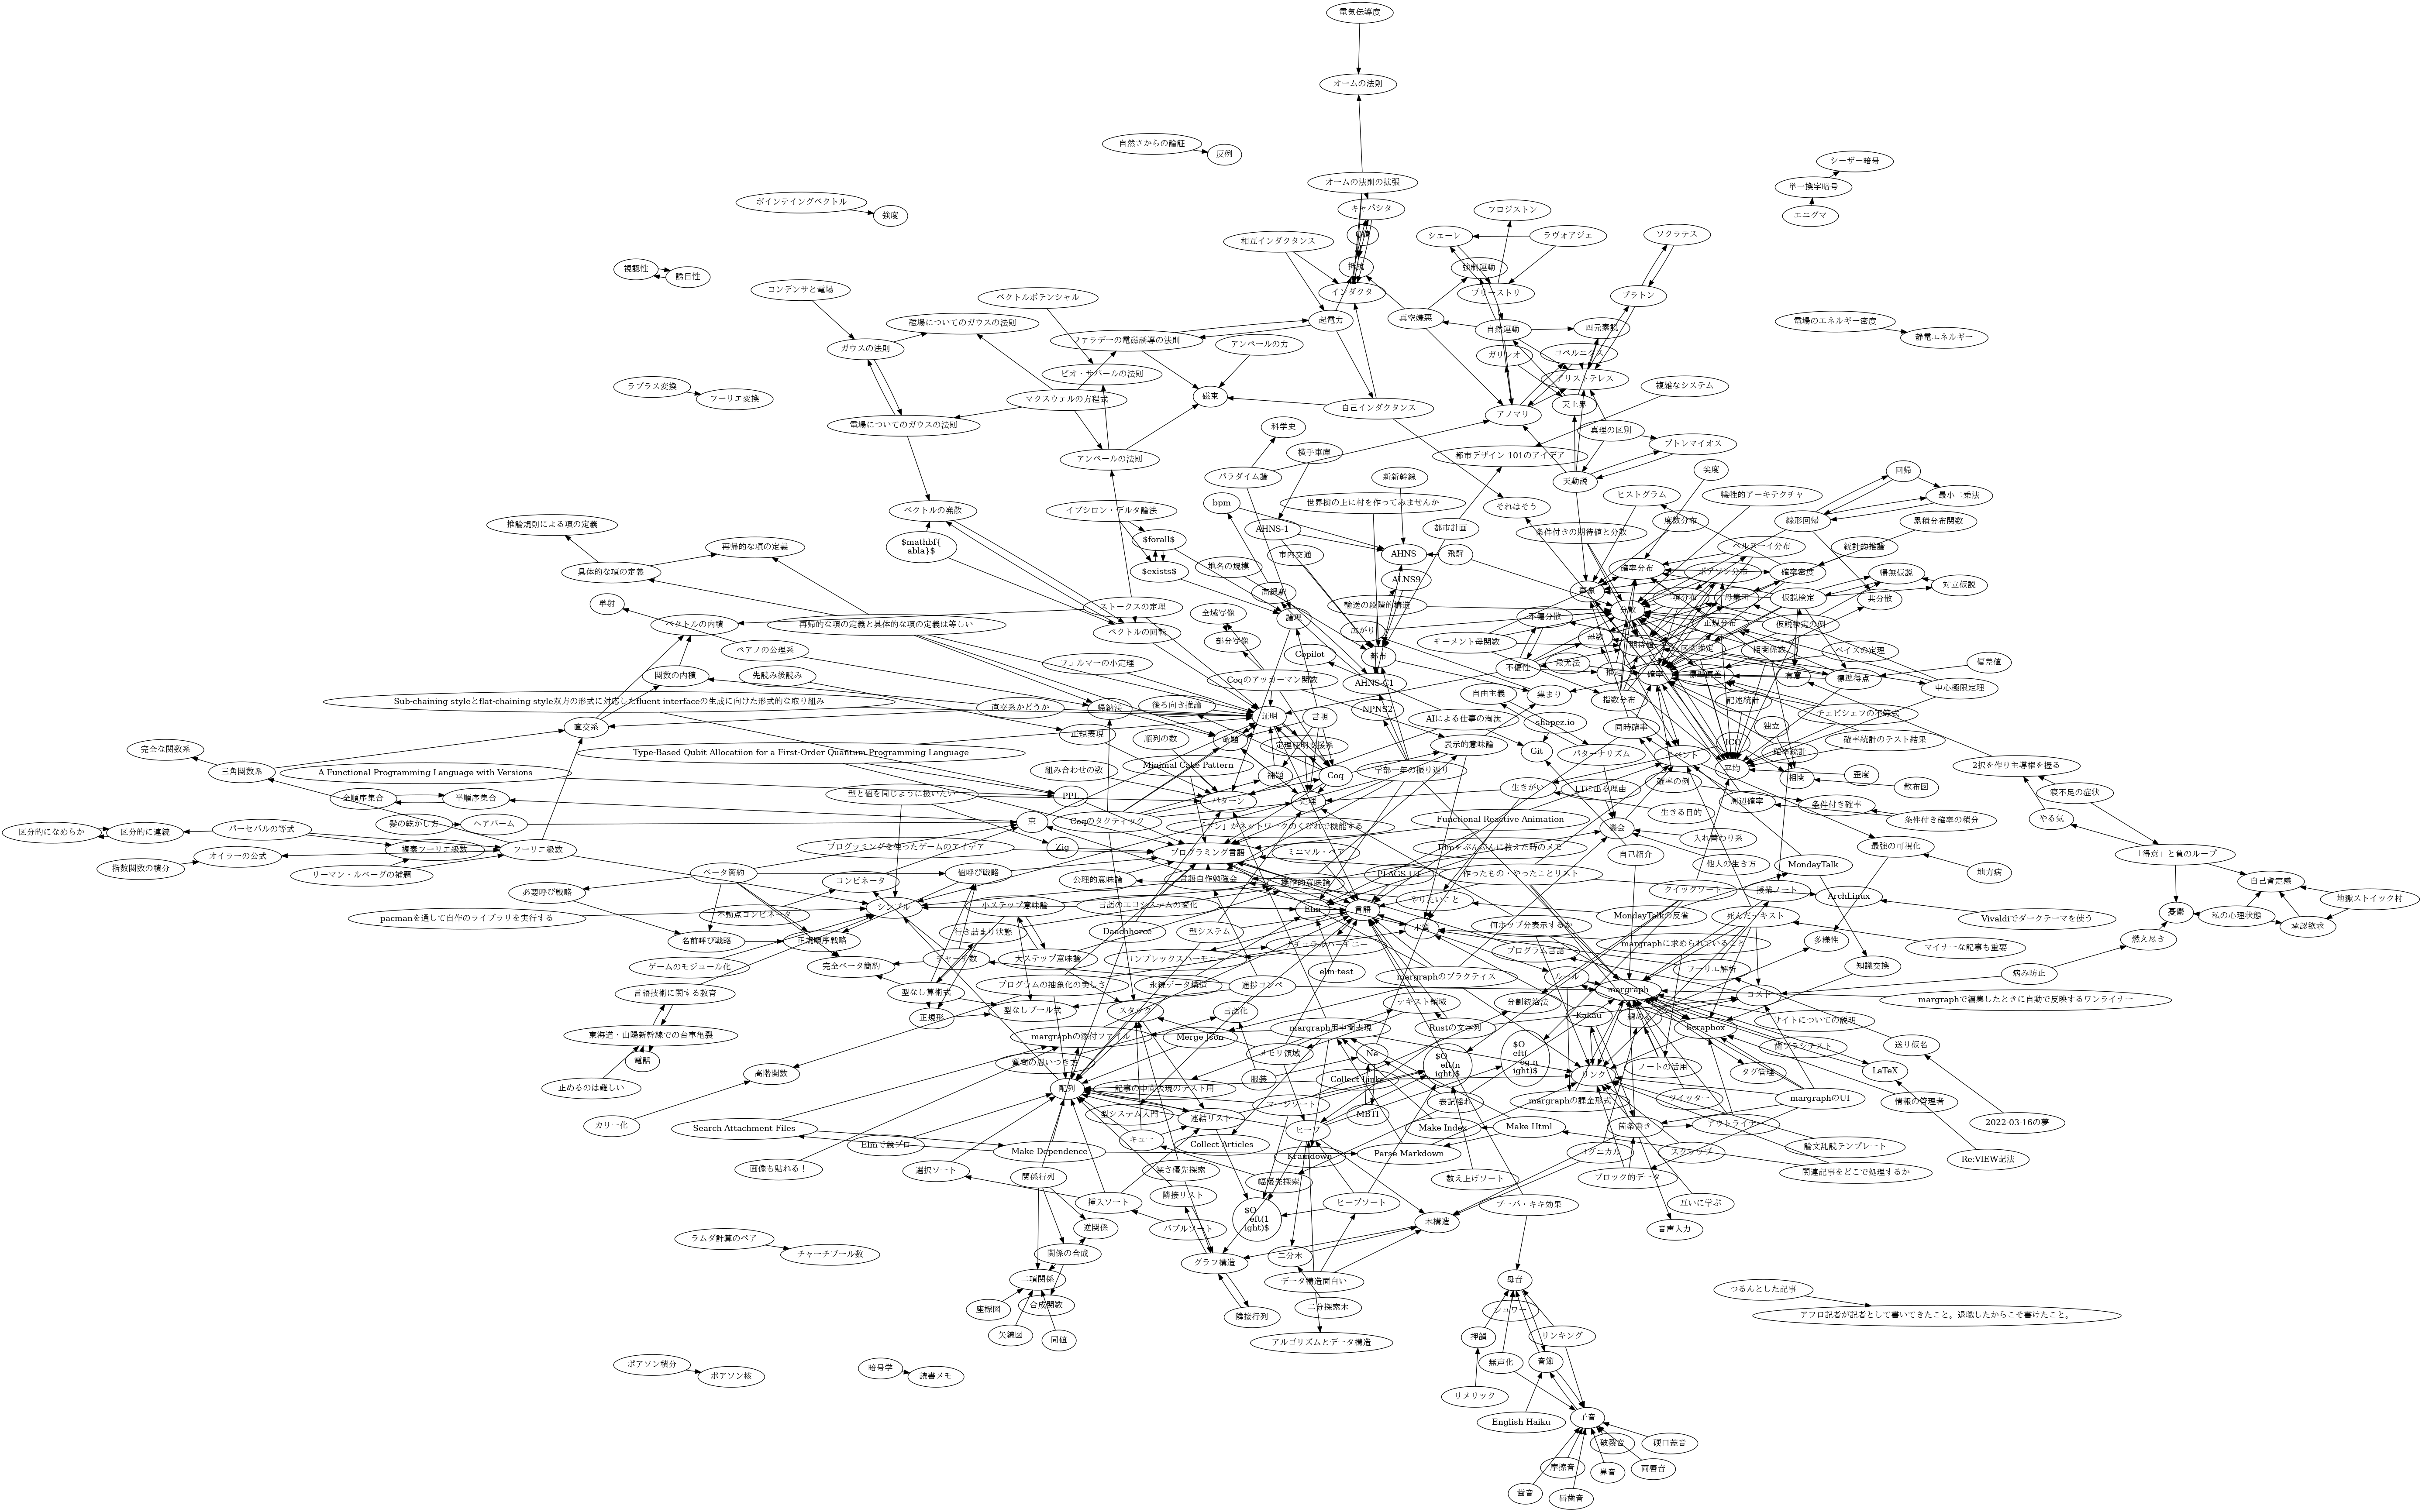 電気伝導度
オームの法則
自然さからの論証
反例
シーザー暗号
単一換字暗号
エニグマ
オームの法則の拡張
キャパシタ
ポインテイングベクトル
強度
フロジストン
シェーレ
ラヴォアジェ
ソクラテス
相互インダクタンス
抵抗
強制運動
視認性
誘目性
インダクタ
プリーストリ
プラトン
コンデンサと電場
ベクトルポテンシャル
磁場についてのガウスの法則
起電力
真空嫌悪
自然運動
四元素説
電場のエネルギー密度
静電エネルギー
ガウスの法則
ファラデーの電磁誘導の法則
アンペールの力
ガリレオ
コペルニクス
ビオ・サバールの法則
アリストテレス
ラプラス変換
フーリエ変換
マクスウェルの方程式
磁束
自己インダクタンス
アノマリ
天上界
複雑なシステム
電場についてのガウスの法則
科学史
真理の区別
プトレマイオス
アンペールの法則
横手車庫
都市デザイン 101のアイデア
パラダイム論
新新幹線
天動説
尖度
回帰
ベクトルの発散
イプシロン・デルタ論法
bpm
世界樹の上に村を作ってみませんか
それはそう
ヒストグラム
犠牲的アーキテクチャ
最小二乗法
推論規則による項の定義
再帰的な項の定義
$\mathbf{
abla}$
$forall$
AHNS-1
都市計画
条件付きの期待値と分散
度数分布
線形回帰
累積分布関数
市内交通
AHNS
飛騨
ベルヌーイ分布
統計的推論
具体的な項の定義
$exists$
地名の規模
ALNS9
確率分布
ポアソン分布
確率密度
帰無仮説
対立仮説
高護駅
事象
単射
輸送の段階的構造
分散
二項分布
母集団
仮説検定
共分散
ストークスの定理
全域写像
論理
不偏分散
ベクトルの内積
再帰的な項の定義と具体的な項の定義は等しい
ベクトルの回転
部分写像
広がり
モーメント母関数
母数
正規分布
仮説検定の例
ペアノの公理系
Copilot
都市
期待値
区間推定
相関係数
ベイズの定理
フェルマーの小定理
関数の内積
先読み後読み
Coqのアッカーマン関数
AHNS-C1
不偏性
最尤法
推定
確率
標準偏差
有意
標準得点
偏差値
中心極限定理
Sub-chaining styleとflat-chaining style双方の形式に対応したfluent interfaceの生成に向けた形式的な取り組み
直交系かどうか
帰納法
後ろ向き推論
自由主義
集まり
指数分布
記述統計
チェビシェフの不等式
直交系
正規表現
証明
言明
NPNS2
AIによる仕事の淘汰
shapez.io
同時確率
独立
完全な関数系
三角関数系
Type-Based Qubit Allocatiion for a First-Order Quantum Programming Language
順列の数
命題
定理証明支援系
表示的意味論
Git
パターナリズム
イベント
ICO
確率統計
確率統計のテスト結果
Minimal Cake Pattern
A Functional Programming Language with Versions
組み合わせの数
補題
Coq
学部一年の振り返り
平均
相関
歪度
2択を作り主導権を握る
散布図
全順序集合
半順序集合
型と値を同じように扱いたい
PPL
パターン
定理
生きがい
LTに出る理由
確率の例
周辺確率
条件付き確率
寝不足の症状
生きる目的
やる気
条件付き確率の積分
区分的になめらか
区分的に連続
パーセバルの等式
髪の乾かし方
ヘアバーム
束
Coqのタクティック
「ドン」がネットワークのくびれで機能する
Functional Reactive Animation
機会
入れ替わり系
複素フーリエ級数
フーリエ級数
プログラミングを使ったゲームのアイデア
Zig
プログラミング言語
ミニマル・ペア
Elmをぶんぶんに教えた時のメモ
自己紹介
最強の可視化
「得意」と負のループ
指数関数の積分
オイラーの公式
リーマン・ルベーグの補題
ベータ簡約
コンビネータ
値呼び戦略
公理的意味論
言語自作勉強会
操作的意味論
PLAGS UT
作ったもの・やったことリスト
他人の生き方
MondayTalk
地方病
自己肯定感
必要呼び戦略
シンプル
小ステップ意味論
言語のエコシステムの変化
Elm
言語
やりたいこと
クイックソート
授業ノート
ArchLinux
地獄ストイック村
pacmanを通して自作のライブラリを実行する
不動点コンビネータ
Vivaldiでダークテーマを使う
憂鬱
私の心理状態
承認欲求
名前呼び戦略
正規順序戦略
行き詰まり状態
Danchhorce
型システム
ナチュラルハーモニー
本質
何ホップ分表示するか
MondayTalkの反省
死んだテキスト
多様性
燃え尽き
ゲームのモジュール化
完全ベータ簡約
チャーチ数
大ステップ意味論
コンプレックスハーモニー
プログラム言語
margraphに求められていること
マイナーな記事も重要
言語技術に関する教育
型なし算術式
プログラムの抽象化の美しさ
永続データ構造
進捗コンペ
elm-test
margraphのプラクティス
ルール
フーリエ解析
知識交換
病み防止
正規形
型なしブール式
スタック
言語化
テキスト領域
分割統治法
margraph
コスト
margraphで編集したときに自動で反映するワンライナー
東海道・山陽新幹線での台車亀裂
margraphの添付ファイル
Merge Json
margraph用中間表現
Rustの文字列
Kakau
纏める
Scrapbox
サイトについての説明
電話
質問の思いつき方
メモリ領域
Ne
歯ブラシテスト
送り仮名
止めるのは難しい
高階関数
服装
Collect Links
リンク
ノートの活用
タグ管理
LaTeX
配列
記事の中間表現のテスト用
カリー化
型システム入門
連結リスト
マージソート
MBTI
表記揺れ
margraphの課金形式
ツイッター
margraphのUI
情報の管理者
2022-03-16の夢
Search Attachment Files
Elmで競プロ
キュー
Collect Articles
ヒープ
Make Index
Make Html
箇条書き
アウトライナー
論文乱読テンプレート
Make Dependence
Kramdown
Parse Markdown
コグニカル
スクラップ
Re:VIEW記法
画像も貼れる！
選択ソート
関係行列
深さ優先探索
幅優先探索
数え上げソート
ブロック的データ
関連記事をどこで処理するか
挿入ソート
隣接リスト
ヒープソート
ブーバ・キキ効果
互いに学ぶ
逆関係
バブルソート
$O
eft(1
ight)$
木構造
音声入力
ラムダ計算のペア
チャーチブール数
関係の合成
グラフ構造
二分木
二項関係
データ構造面白い
母音
つるんとした記事
座標図
合成関数
隣接行列
二分探索木
シュワー
アフロ記者が記者として書いてきたこと。退職したからこそ書けたこと。
矢線図
同値
アルゴリズムとデータ構造
押韻
リンキング
ポアソン積分
ポアソン核
暗号学
読書メモ
無声化
音節
リメリック
English Haiku
子音
破裂音
硬口蓋音
摩擦音
鼻音
両唇音
歯音
唇歯音